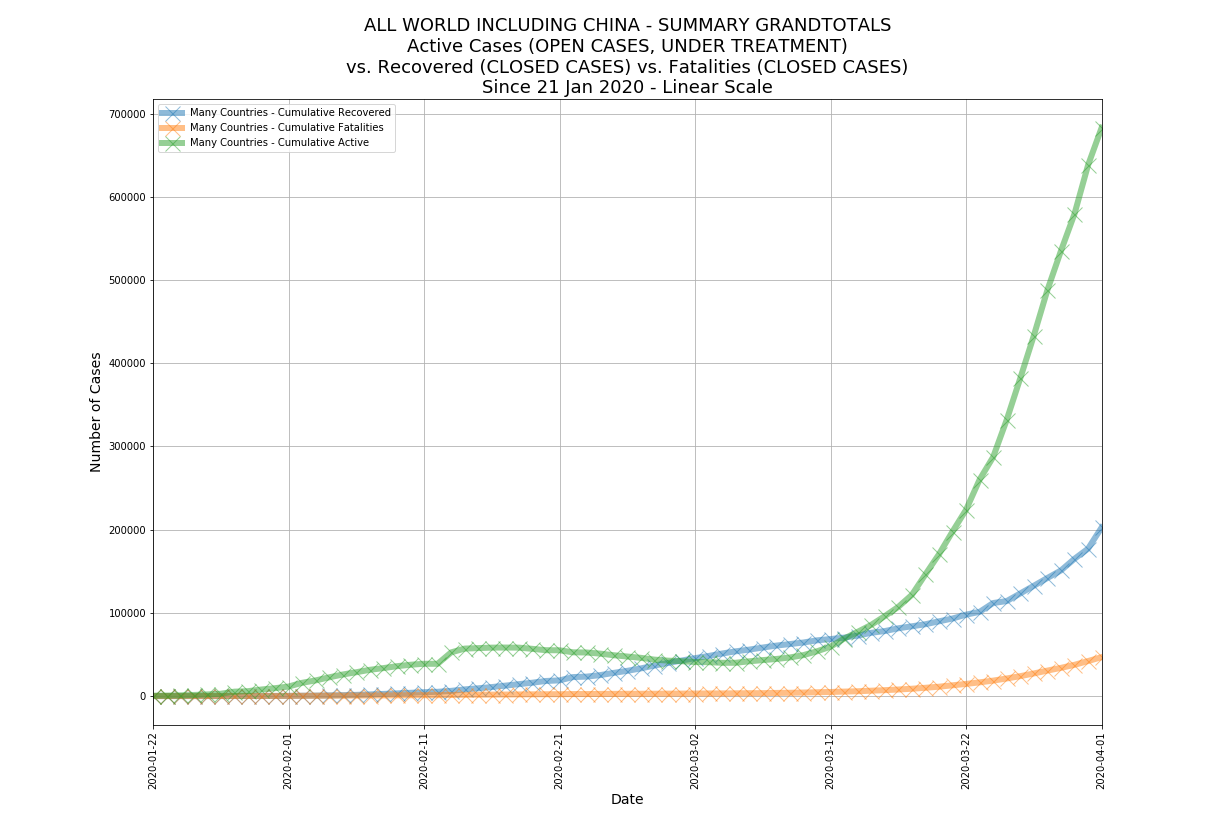 ALL WORLD INCLUDING CHINA - SUMMARY GRANDTOTALS
Active Cases (OPEN CASES, UNDER TREATMENT)
vs. Recovered (CLOSED CASES) vs. Fatalities (CLOSED CASES)
Since 21 Jan 2020 - Linear Scale
Many Countries - Cumulative Recovered
Many Countries - Cumulative Fatalities
Many Countries - Cumulative Active
Number of Cases
700000
600000
500000
400000
300000
200000
100000
0
2020-01-22
2020-02-01
2020-02-11
2020-02-21
2020-03-02
2020-03-12
2020-03-22
2020-04-01
Date